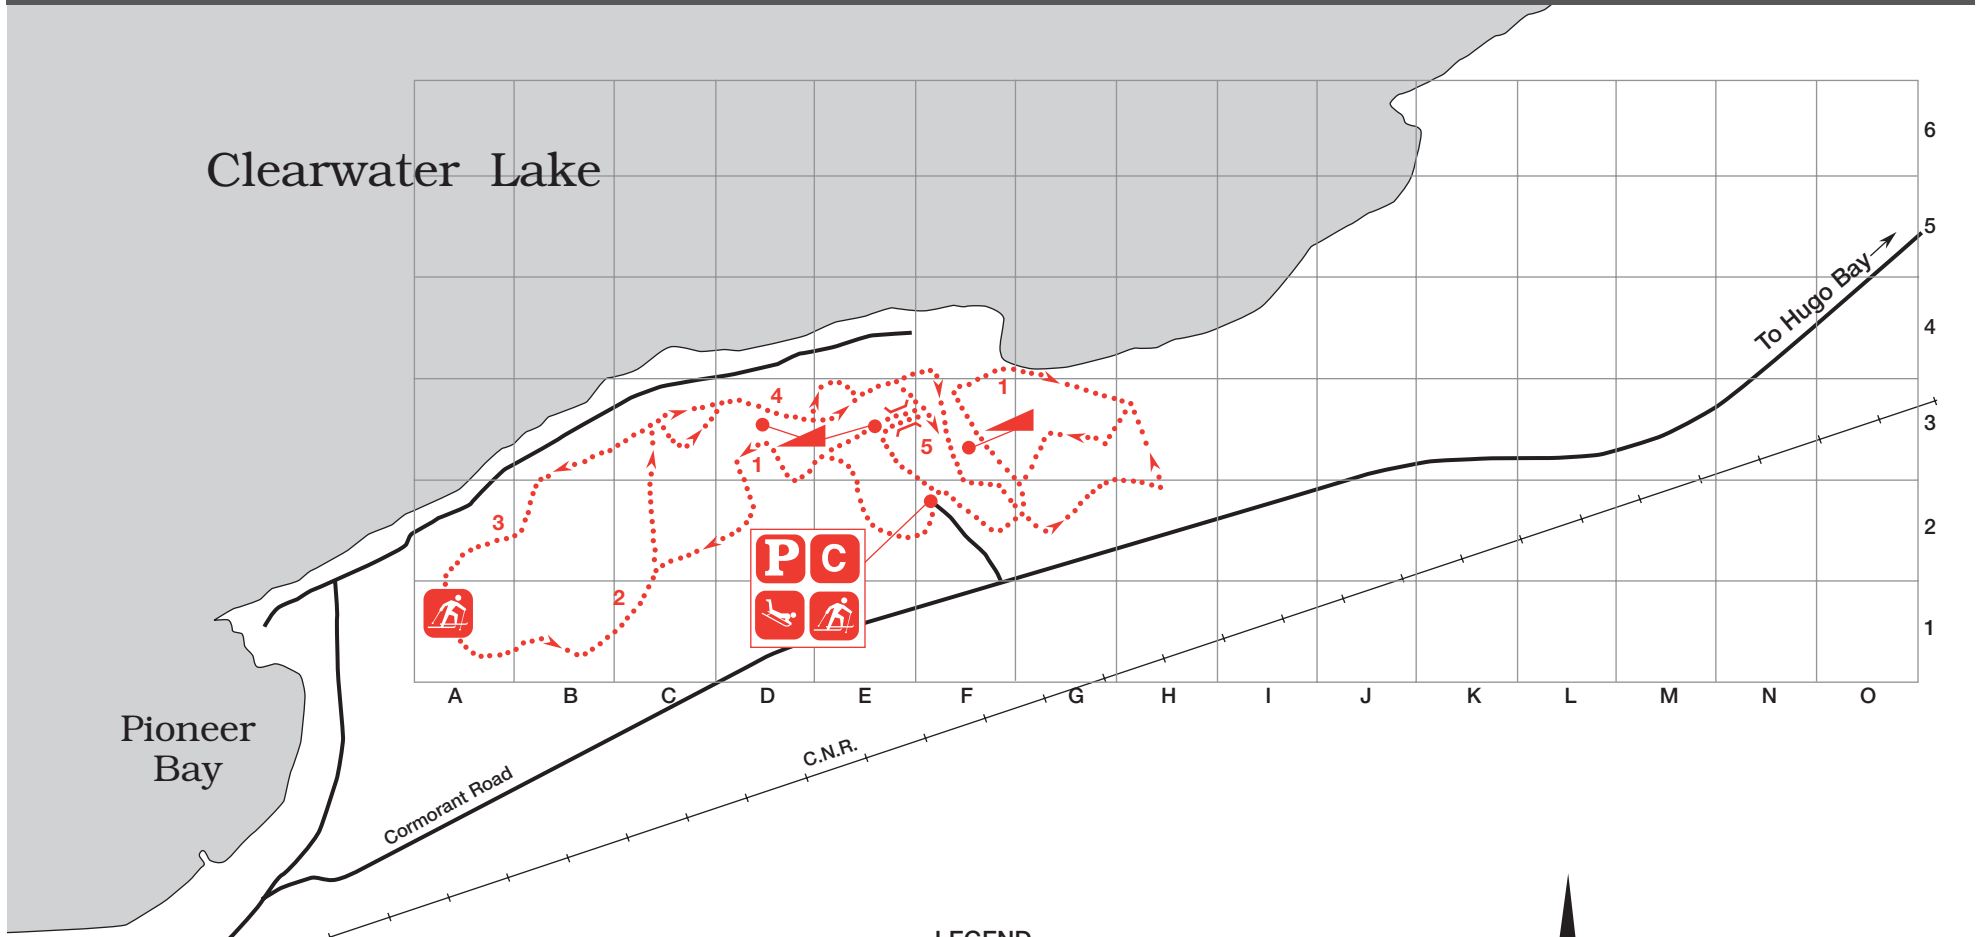 Clearwater Lake
6
5
To Hugo Bay
4
1
4
3
5
1
3
2
P C
2
1
A B C D E F G H I J K L M N O
Pioneer
Bay
C.N.R.
Cormorant Road
LEGEND